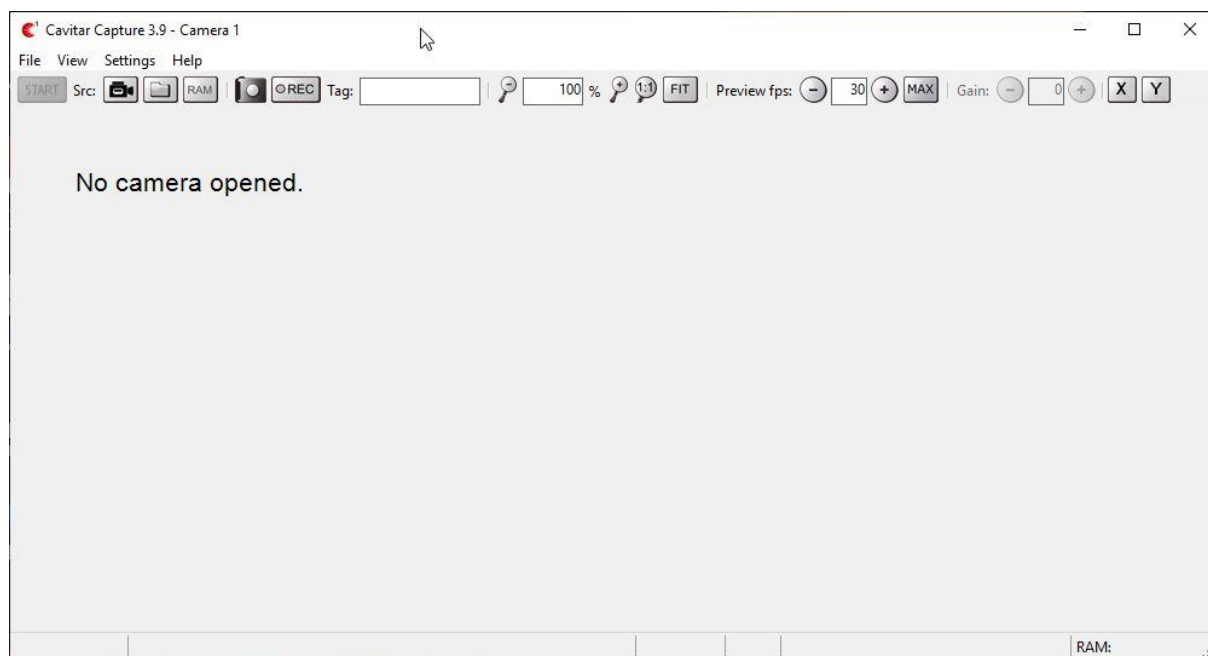 Cavitar Capture 3.9 - Camera 1
File View Settings Help
START Src: RAM REC Tag: 100 % 1:1 FIT Preview fps: - 30 + MAX Gain: - 0 + X Y
No camera opened.
RAM: